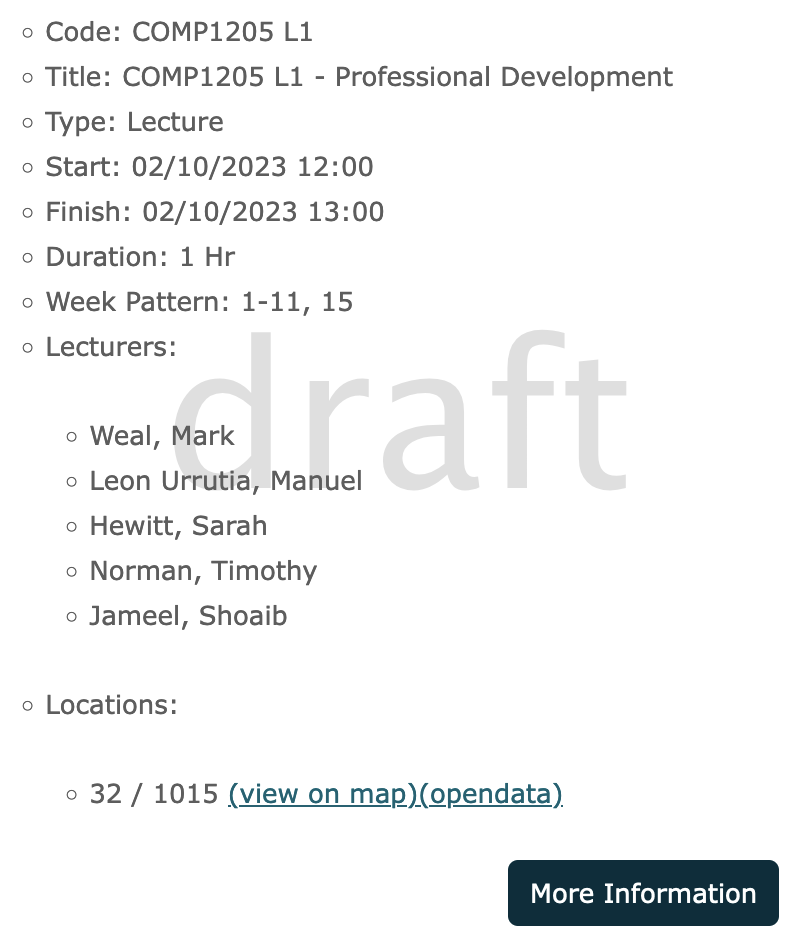 Code: COMP1205 L1
Title: COMP1205 L1 - Professional Development
Type: Lecture
Start: 02/10/2023 12:00
Finish: 02/10/2023 13:00
Duration: 1 Hr
Week Pattern: 1-11, 15
Lecturers:
draft
Weal, Mark
Leon Urrutia, Manuel
Hewitt, Sarah
Norman, Timothy
Jameel, Shoaib
Locations:
32 / 1015 (view on map)(opendata)
More Information